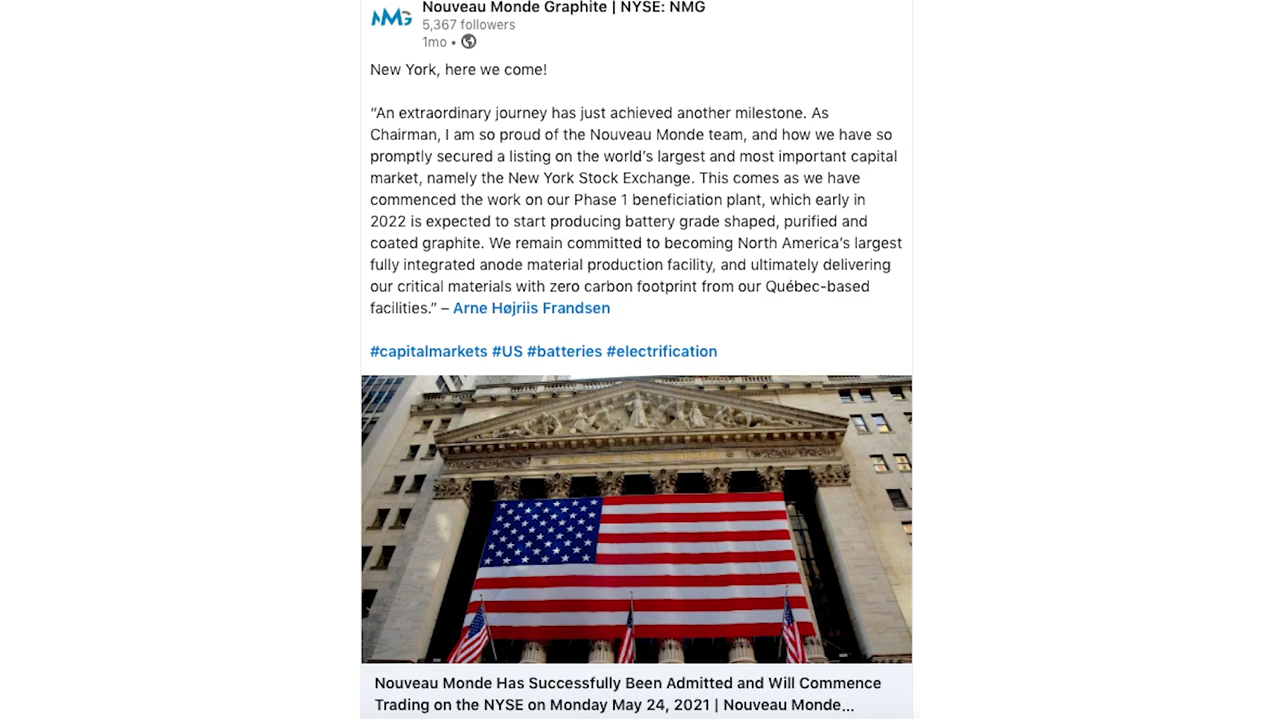 NMG
Nouveau Monde Graphite | NYSE: NMG
5,367 followers
1mo •
New York, here we come!
“An extraordinary journey has just achieved another milestone. As
Chairman, I am so proud of the Nouveau Monde team, and how we have so
promptly secured a listing on the world’s largest and most important capital
market, namely the New York Stock Exchange. This comes as we have
commenced the work on our Phase 1 beneficiation plant, which early in
2022 is expected to start producing battery grade shaped, purified and
coated graphite. We remain committed to becoming North America’s largest
fully integrated anode material production facility, and ultimately delivering
our critical materials with zero carbon footprint from our Québec-based
facilities.” – Arne Højriis Frandsen
#capitalmarkets #US #batteries #electrification
Nouveau Monde Has Successfully Been Admitted and Will Commence
Trading on the NYSE on Monday May 24, 2021 | Nouveau Monde...